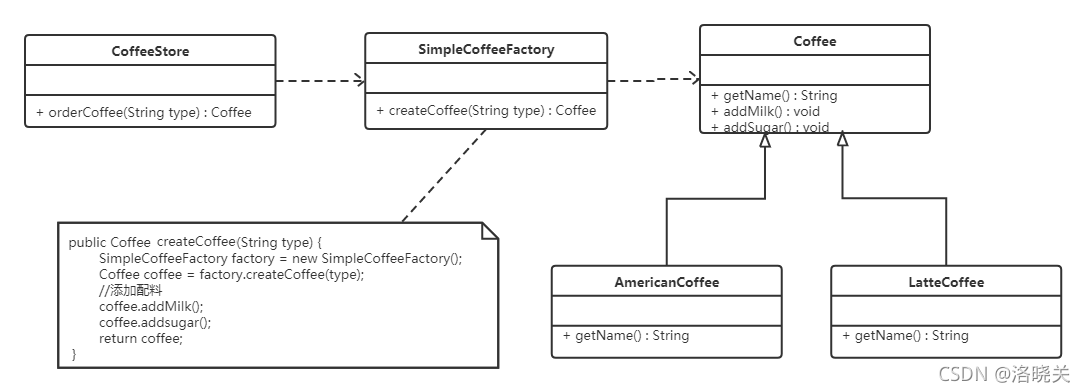 CoffeeStore
+ orderCoffee(String type) : Coffee
SimpleCoffeeFactory
+ createCoffee(String type) : Coffee
Coffee
+ getName() : String
+ addMilk() : void
+ addSugar() : void
public Coffee createCoffee(String type) {
SimpleCoffeeFactory factory = new SimpleCoffeeFactory();
Coffee coffee = factory.createCoffee(type);
//添加配料
coffee.addMilk();
coffee.addsugar();
return coffee;
}
AmericanCoffee
+ getName() : String
LatteCoffee
+ getName() : String
CSDN @洛晓关